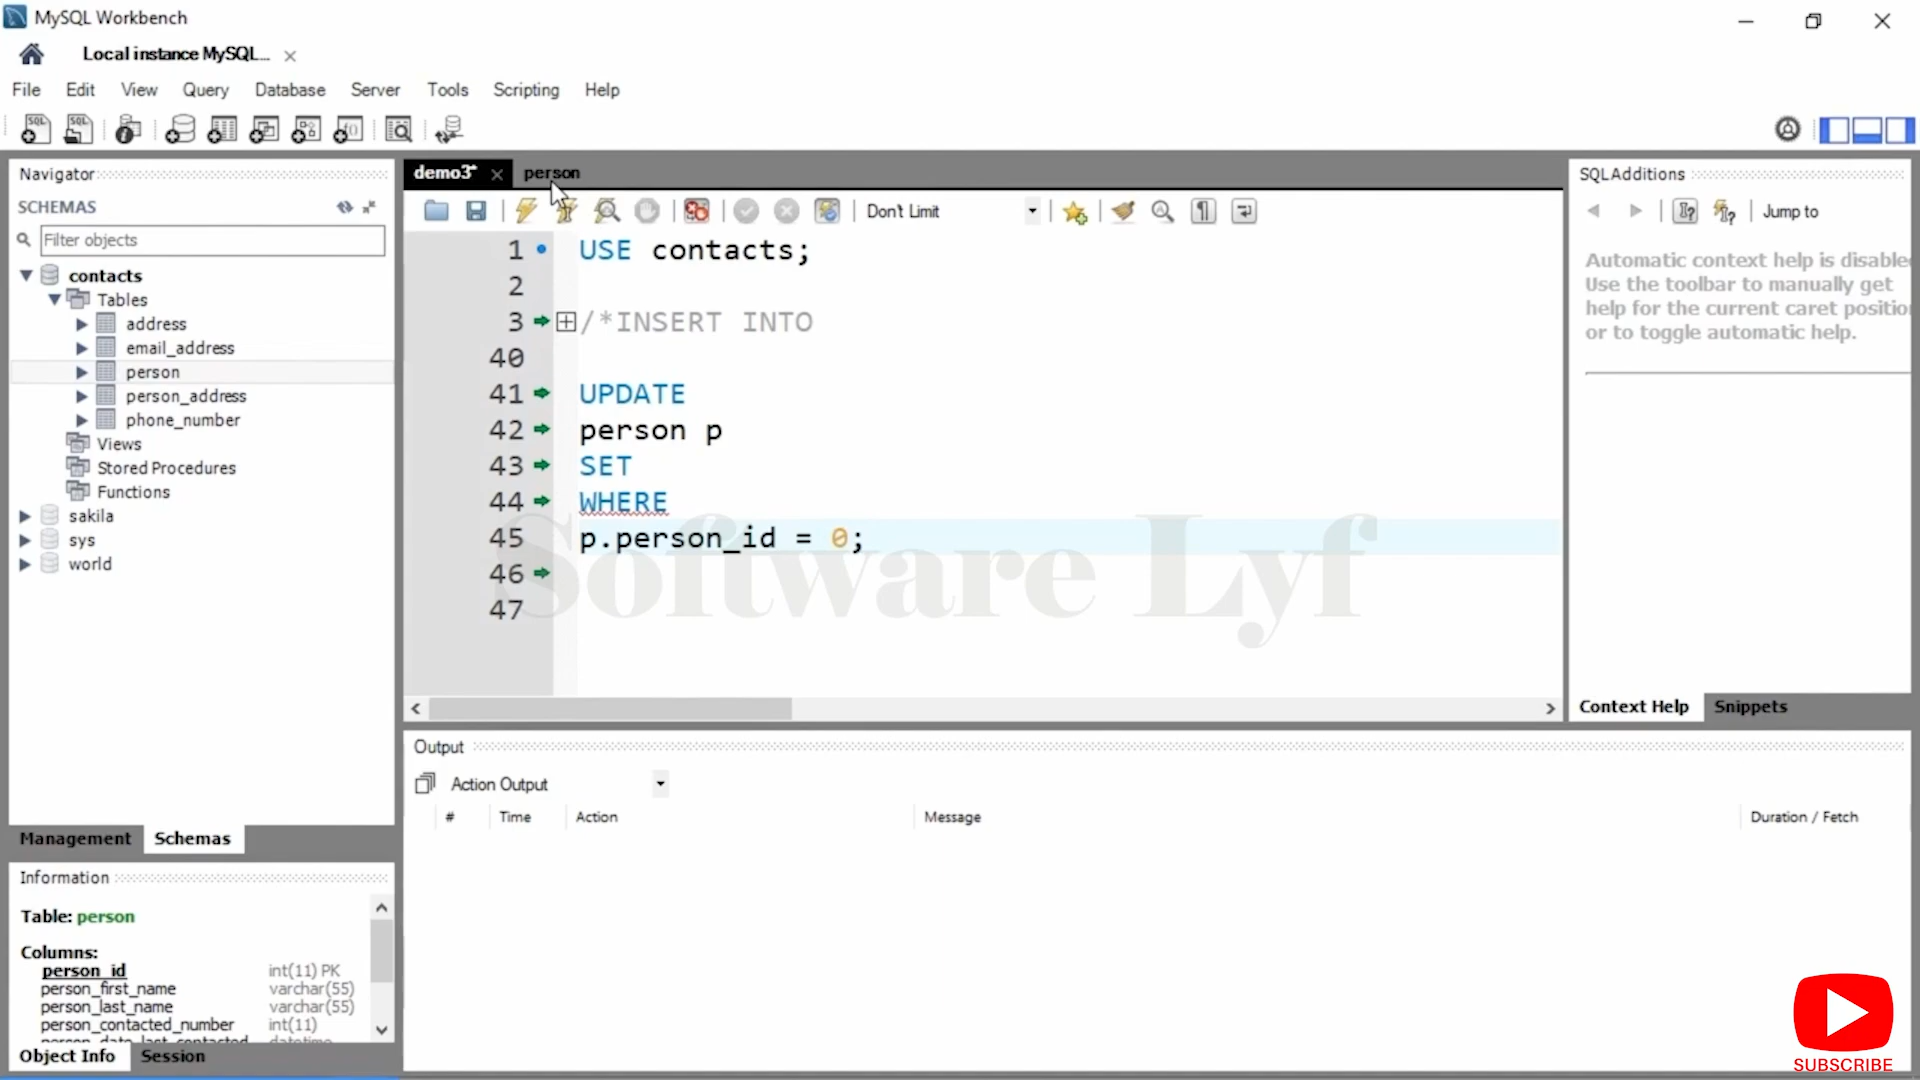 MySQL Workbench
Local instance MySQL...
File Edit View Query Database Server Tools Scripting Help
Navigator
SCHEMAS
Filter objects
contacts
Tables
address
email_address
person
person_address
phone_number
Views
Stored Procedures
Functions
sakila
sys
world
Management Schemas
Information
Table: person
Columns:
person_id int(11) PK
person_first_name varchar(55)
person_last_name varchar(55)
person_contacted_number int(11)
person_date_last_contacted datetime
Object Info Session
demo3* person
Don't Limit
1 USE contacts;
2
3 /*INSERT INTO
40
41 UPDATE
42 person p
43 SET
44 WHERE
45 p.person_id = 0;
46
47
Software Lyf
Output
Action Output
# Time Action Message Duration / Fetch
SQLAdditions
Jump to
Automatic context help is disable
Use the toolbar to manually get
help for the current caret positio
or to toggle automatic help.
Context Help Snippets
SUBSCRIBE